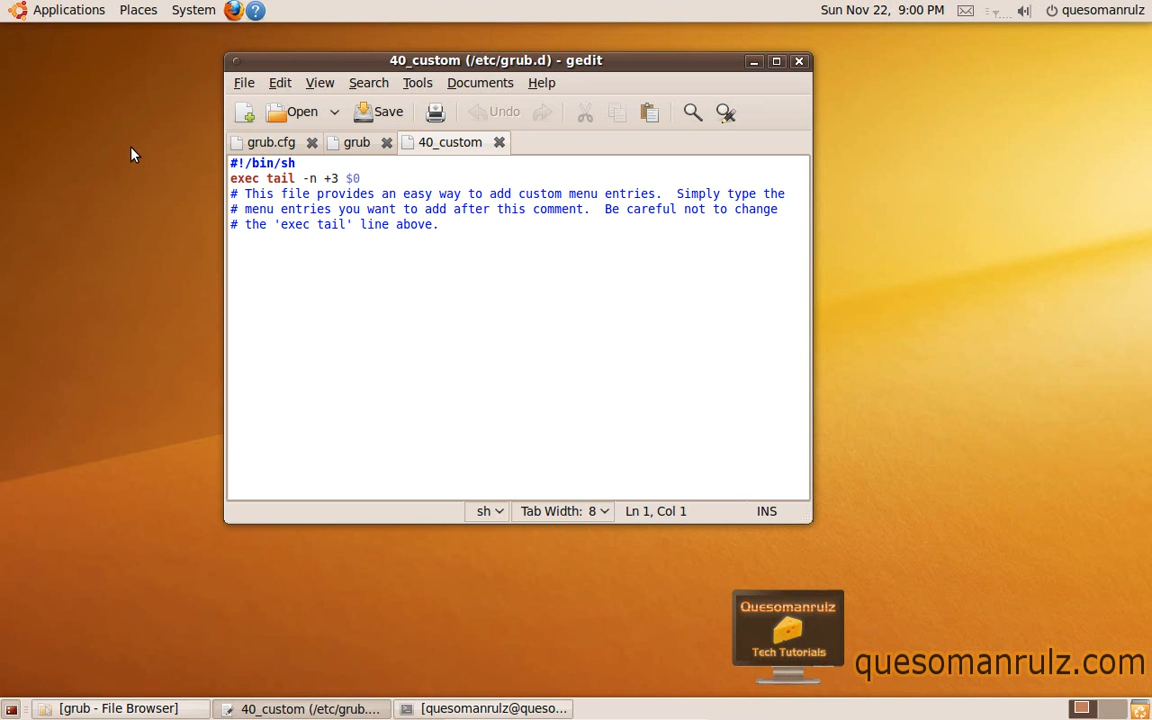 Applications Places System
Sun Nov 22, 9:00 PM
quesomanrulz
40_custom (/etc/grub.d) - gedit
File Edit View Search Tools Documents Help
Open Save Undo
grub.cfg grub 40_custom
#!/bin/sh
exec tail -n +3 $0
# This file provides an easy way to add custom menu entries.  Simply type the
# menu entries you want to add after this comment.  Be careful not to change
# the 'exec tail' line above.
sh Tab Width: 8 Ln 1, Col 1 INS
Quesomanrulz
Tech Tutorials
quesomanrulz.com
[grub - File Browser] 40_custom (/etc/grub.... [quesomanrulz@queso...